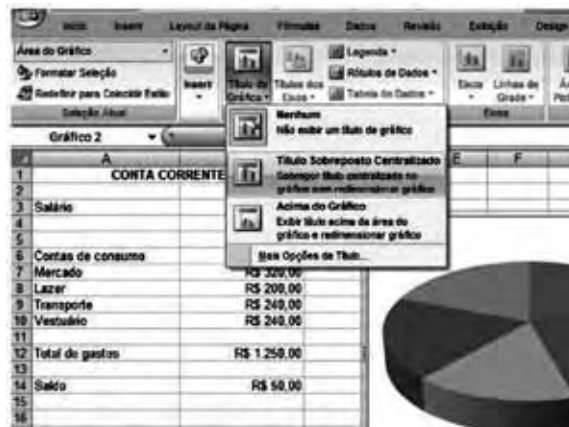 Início Insert Layout da Página Fórmulas Dados Revisão Exibição Design
Área do Gráfico
Formatar Seleção
Redefinir para Coincidir Estilo
Seleção Atual
Insert
Título do Gráfico
Títulos dos Eixos
Legenda
Rótulos de Dados
Tabela de Dados
Eixos
Linhas de Grade
Eixos
Nenhum
Não exibir um título de gráfico
Título Sobreposto Centralizado
Sobrepor título centralizado no
gráfico sem redimensionar gráfico
Acima do Gráfico
Exibir título acima da área do
gráfico e redimensionar gráfico
Mais Opções de Título...
Gráfico 2
A E F
1 CONTA CORRENTE
2
3 Salário
4
5
6 Contas de consumo
7 Mercado R$ 320,00
8 Lazer R$ 200,00
9 Transporte R$ 240,00
10 Vestuário R$ 240,00
11
12 Total de gastos R$ 1.250,00
13
14 Saldo R$ 50,00
15
16